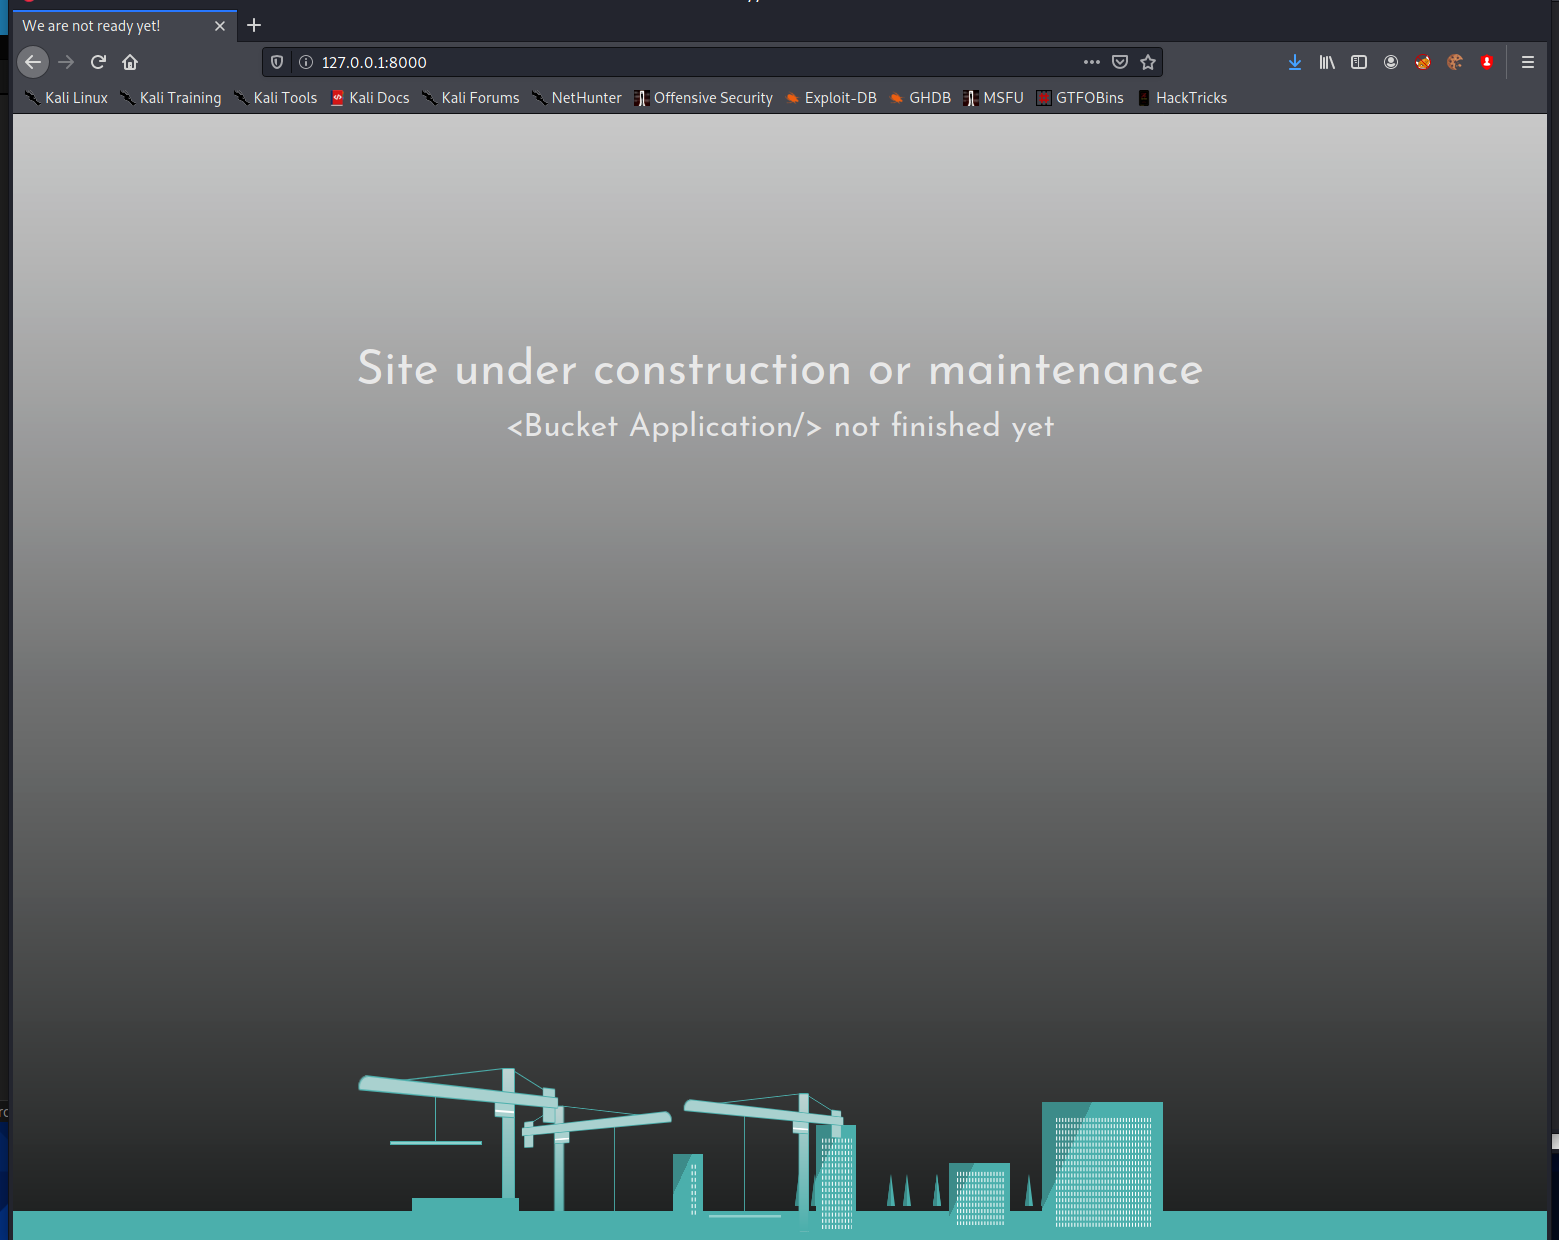 We are not ready yet!
127.0.0.1:8000
Kali Linux Kali Training Kali Tools Kali Docs Kali Forums NetHunter Offensive Security Exploit-DB GHDB MSFU GTFOBins HackTricks
Site under construction or maintenance
<Bucket Application/> not finished yet